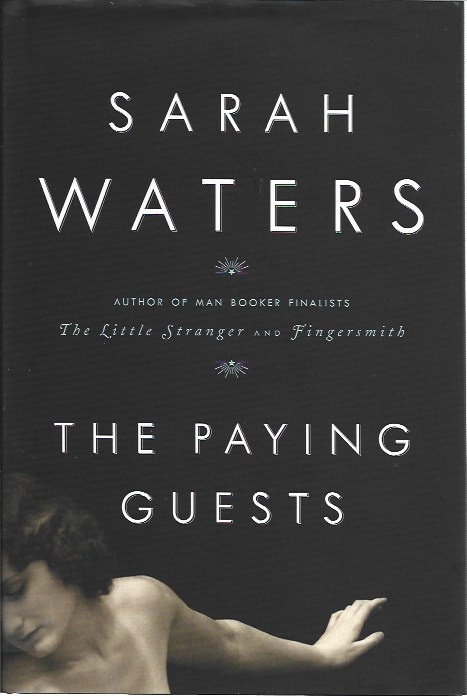 SARAH
WATERS
AUTHOR OF MAN BOOKER FINALISTS
The Little Stranger AND Fingersmith
THE PAYING
GUESTS